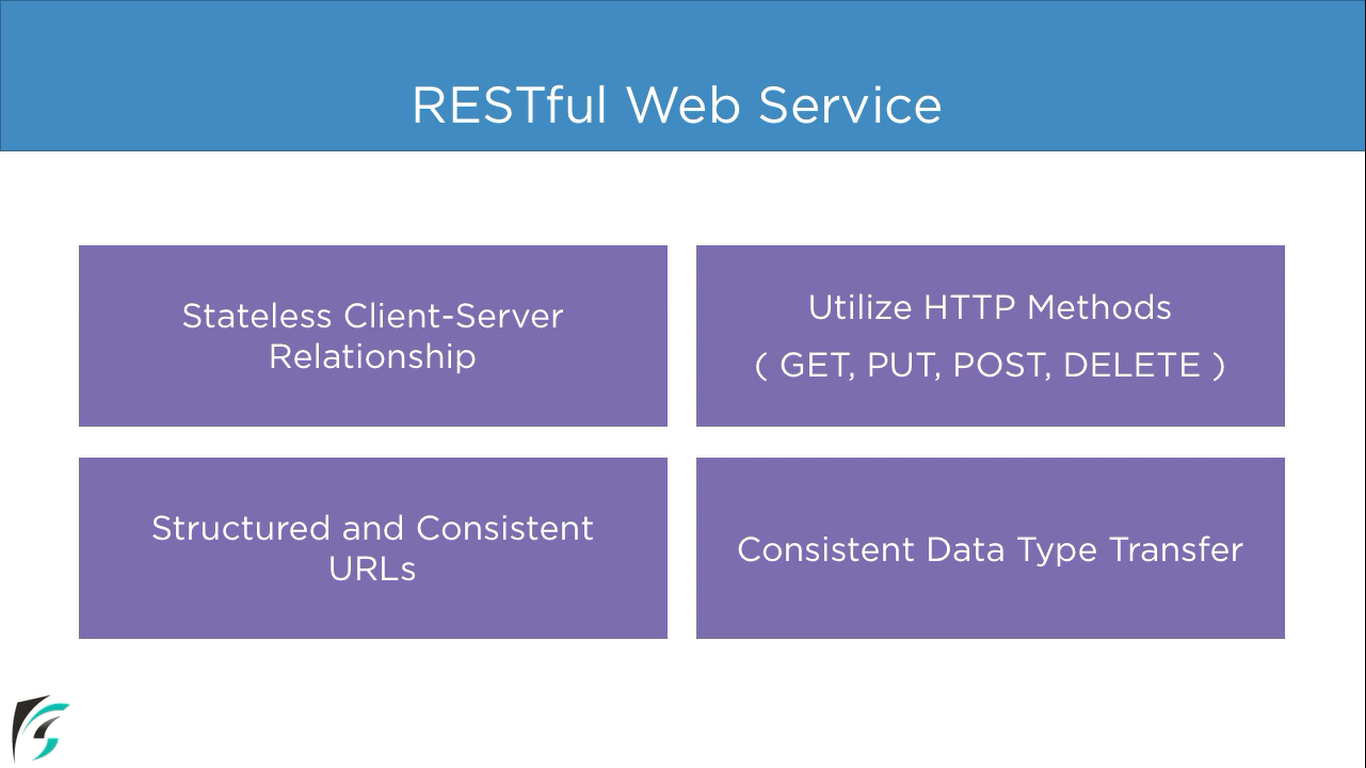 RESTful Web Service
Stateless Client-Server
Relationship
Utilize HTTP Methods
( GET, PUT, POST, DELETE )
Structured and Consistent
URLs
Consistent Data Type Transfer